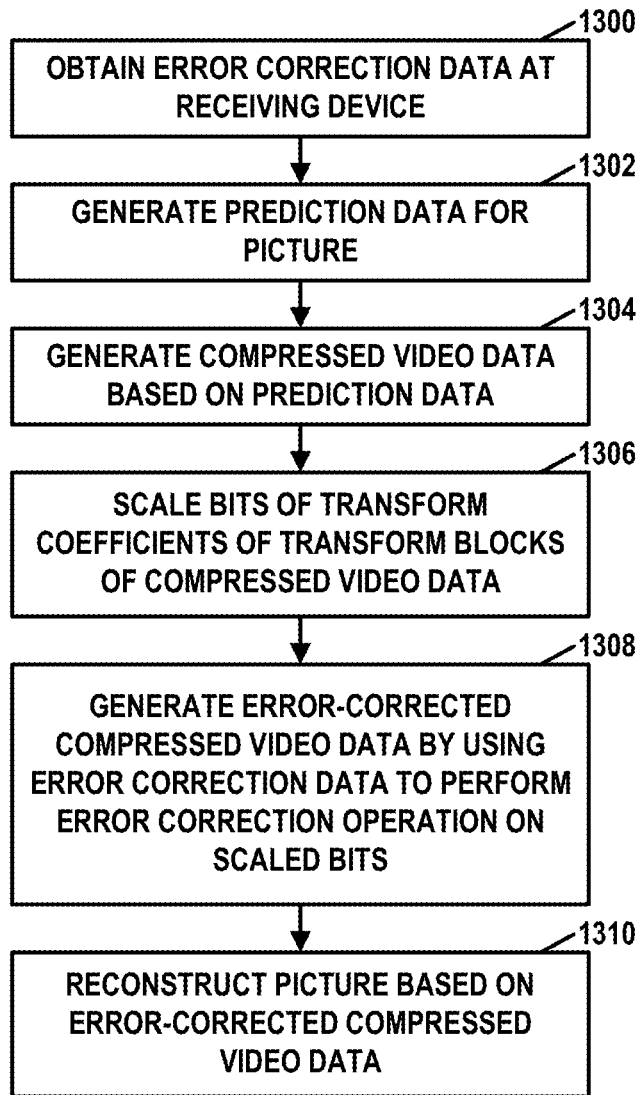 1300
OBTAIN ERROR CORRECTION DATA AT
RECEIVING DEVICE
1302
GENERATE PREDICTION DATA FOR
PICTURE
1304
GENERATE COMPRESSED VIDEO DATA
BASED ON PREDICTION DATA
1306
SCALE BITS OF TRANSFORM
COEFFICIENTS OF TRANSFORM BLOCKS
OF COMPRESSED VIDEO DATA
1308
GENERATE ERROR-CORRECTED
COMPRESSED VIDEO DATA BY USING
ERROR CORRECTION DATA TO PERFORM
ERROR CORRECTION OPERATION ON
SCALED BITS
1310
RECONSTRUCT PICTURE BASED ON
ERROR-CORRECTED COMPRESSED
VIDEO DATA